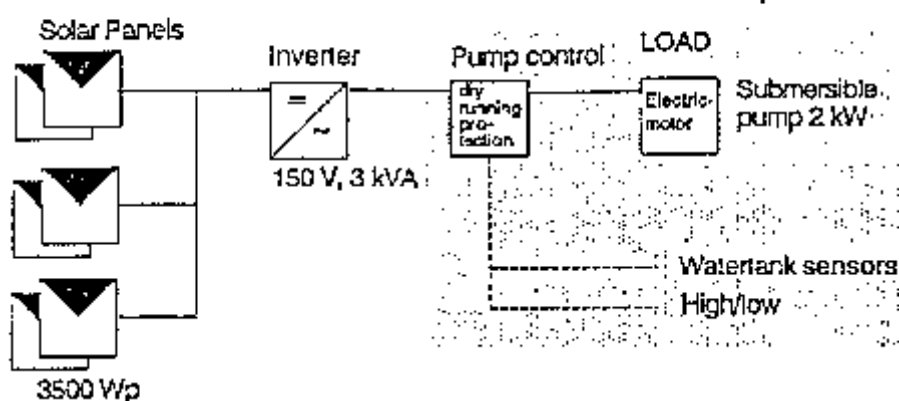 Solar Panels
Inverter
Pump control
LOAD
dry
running
pro-
tection
Electric-
motor
Submersible
pump 2 kW
150 V, 3 kVA
Watertank sensors
High/low
3500 Wp